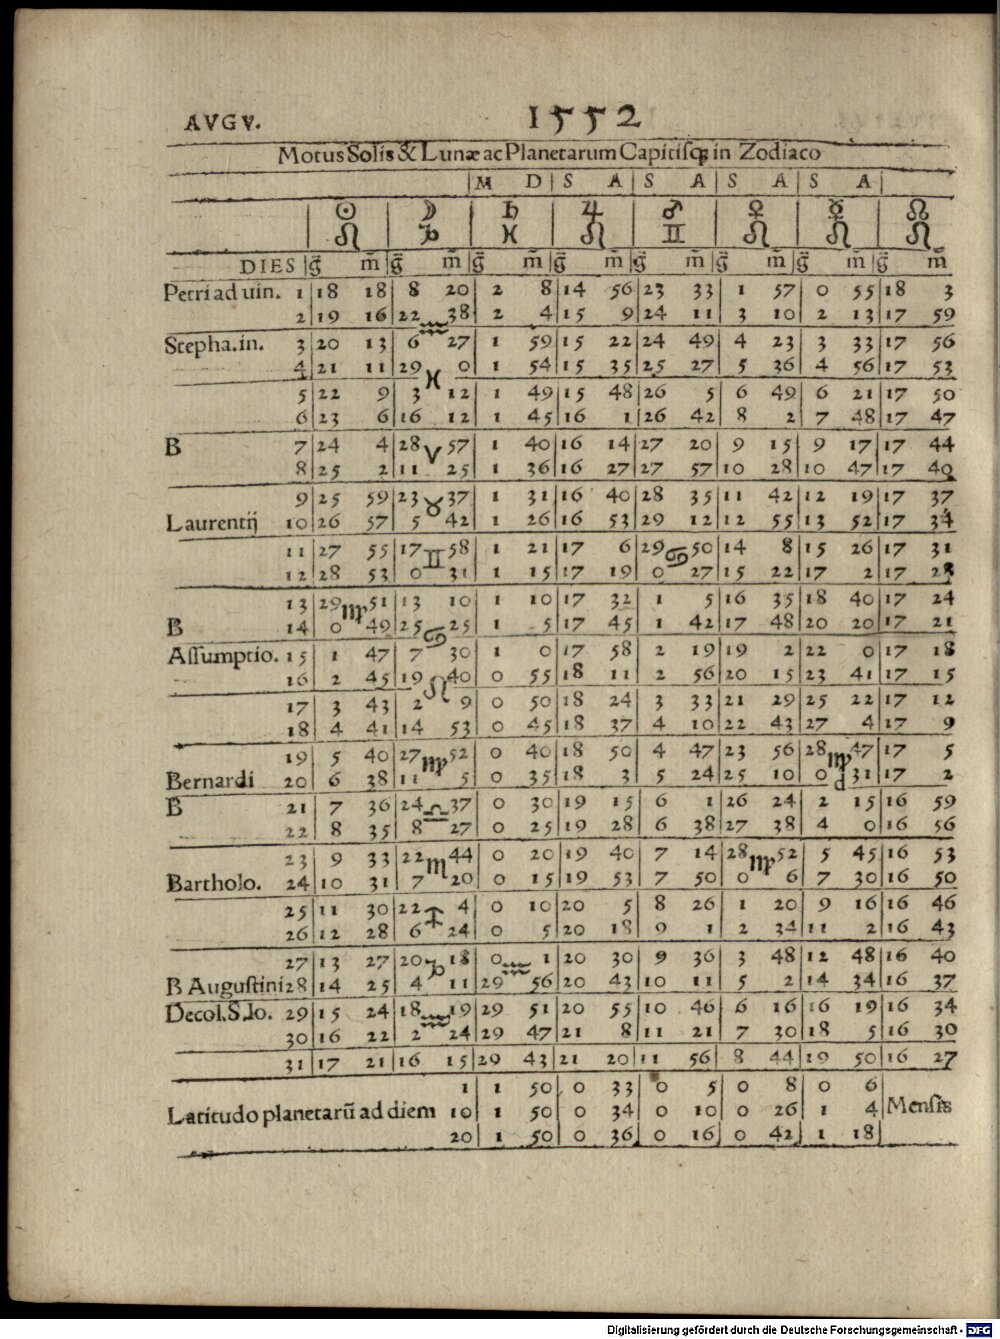 AVGV. 1552
Motus Solis & Lunæ ac Planetarum Capitisqꝫ in Zodiaco
M D S A S A S A S A
☉ ☽ ♄ ♃ ♂ ♀ ☿ ☊
♌ ♑ ♓ ♌ ♊ ♌ ♌ ♌
DIES g̃ m̃ g̃ m̃ g̃ m̃ g̃ m̃ g̃ m̃ g̃ m̃ g̃ m̃ g̃ m̃
Petri ad uin. 1 18 18 8 20 2 8 14 56 23 33 1 57 0 55 18 3
2 19 16 22 38 2 4 15 9 24 11 3 10 2 13 17 59
Stepha.in. 3 20 13 6 ♒ 27 1 59 15 22 24 49 4 23 3 33 17 56
4 21 11 29 0 1 54 15 35 25 27 5 36 4 56 17 53
5 22 9 3 ♓ 12 1 49 15 48 26 5 6 49 6 21 17 50
6 23 6 16 12 1 45 16 1 26 42 8 2 7 48 17 47
B 7 24 4 28 ♈ 57 1 40 16 14 27 20 9 15 9 17 17 44
8 25 2 11 25 1 36 16 27 27 57 10 28 10 47 17 40
9 25 59 23 ♉ 37 1 31 16 40 28 35 11 42 12 19 17 37
Laurentij 10 26 57 5 42 1 26 16 53 29 12 12 55 13 52 17 34
11 27 55 17 ♊ 58 1 21 17 6 29 ♋ 50 14 8 15 26 17 31
12 28 53 0 31 1 15 17 19 0 27 15 22 17 2 17 28
13 29 ♍ 51 13 10 1 10 17 32 1 5 16 35 18 40 17 24
B 14 0 49 25 ♋ 25 1 5 17 45 1 42 17 48 20 20 17 21
Assumptio. 15 1 47 7 30 1 0 17 58 2 19 19 2 22 0 17 18
16 2 45 19 ♌ 40 0 55 18 11 2 56 20 15 23 41 17 15
17 3 43 2 9 0 50 18 24 3 33 21 29 25 22 17 12
18 4 41 14 53 0 45 18 37 4 10 22 43 27 4 17 9
19 5 40 27 ♍ 52 0 40 18 50 4 47 23 56 28 ♍ 47 17 5
Bernardi 20 6 38 11 5 0 35 18 3 5 24 25 10 0 d 31 17 2
B 21 7 36 24 ♎ 37 0 30 19 15 6 1 26 24 2 15 16 59
22 8 35 8 27 0 25 19 28 6 38 27 38 4 0 16 56
23 9 33 22 ♏ 44 0 20 19 40 7 14 28 ♍ 52 5 45 16 53
Bartholo. 24 10 31 7 20 0 15 19 53 7 50 0 6 7 30 16 50
25 11 30 22 ♐ 4 0 10 20 5 8 26 1 20 9 16 16 46
26 12 28 6 24 0 5 20 18 9 1 2 34 11 2 16 43
27 13 27 20 ♑ 18 0 ♒ 1 20 30 9 36 3 48 12 48 16 40
B Augustini 28 14 25 4 11 29 56 20 43 10 11 5 2 14 34 16 37
Decol.S.Io. 29 15 24 18 ♒ 19 29 51 20 55 10 46 6 16 16 19 16 34
30 16 22 2 24 29 47 21 8 11 21 7 30 18 5 16 30
31 17 21 16 15 29 43 21 20 11 56 8 44 19 50 16 27
1 1 50 0 33 0 5 0 8 0 6
Latitudo planetarũ ad diem 10 1 50 0 34 0 10 0 26 1 4 Mensis
20 1 50 0 36 0 16 0 42 1 18
Digitalisierung gefördert durch die Deutsche Forschungsgemeinschaft - DFG